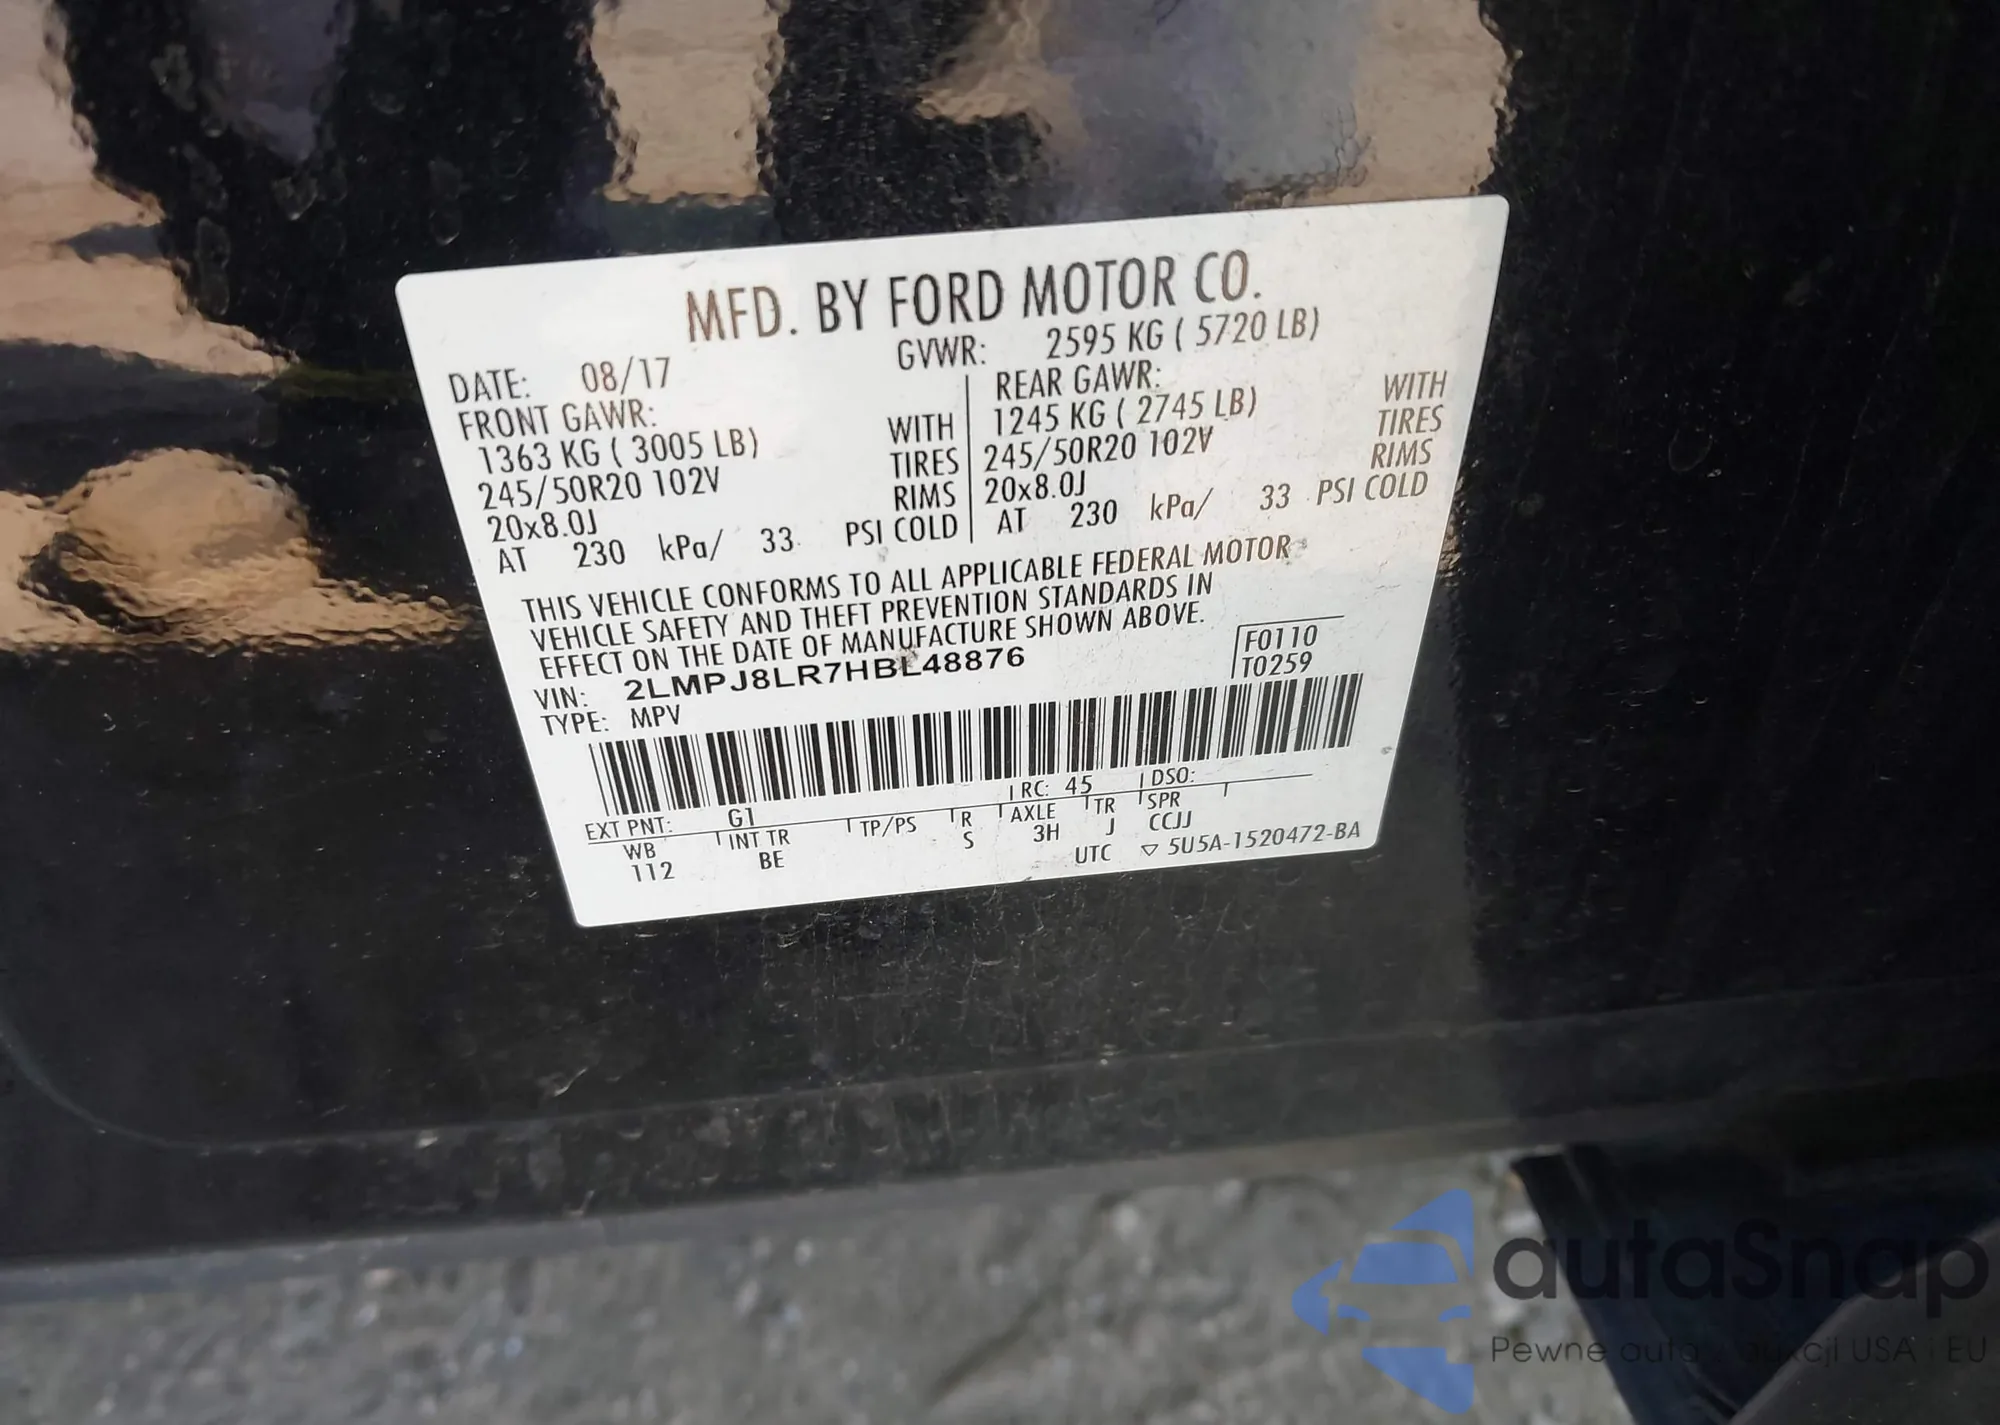 MFD. BY FORD MOTOR CO.
DATE: 08/17 GVWR: 2595 KG ( 5720 LB)
FRONT GAWR: REAR GAWR:
1363 KG ( 3005 LB) WITH 1245 KG ( 2745 LB) WITH
245/50R20 102V TIRES 245/50R20 102V TIRES
20x8.0J RIMS 20x8.0J RIMS
AT 230 kPa/ 33 PSI COLD AT 230 kPa/ 33 PSI COLD
THIS VEHICLE CONFORMS TO ALL APPLICABLE FEDERAL MOTOR
VEHICLE SAFETY AND THEFT PREVENTION STANDARDS IN
EFFECT ON THE DATE OF MANUFACTURE SHOWN ABOVE.
VIN: 2LMPJ8LR7HBL48876 F0110
TYPE: MPV T0259
EXT PNT: G1 RC: 45 DSO:
WB INT TR TP/PS R AXLE TR SPR
112 BE S 3H J CCJJ
UTC ▽ 5U5A-1520472-BA
autaSnap
Pewne auta aukcji USA i EU